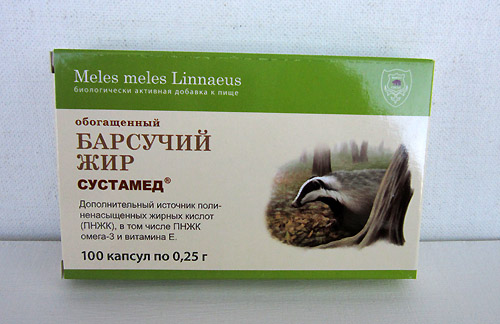 Meles meles Linnaeus
биологически активная добавка к пище
обогащенный
БАРСУЧИЙ
ЖИР
СУСТАМЕД®
Дополнительный источник поли-
ненасыщенных жирных кислот
(ПНЖК), в том числе ПНЖК
омега-3 и витамина Е.
100 капсул по 0,25 г